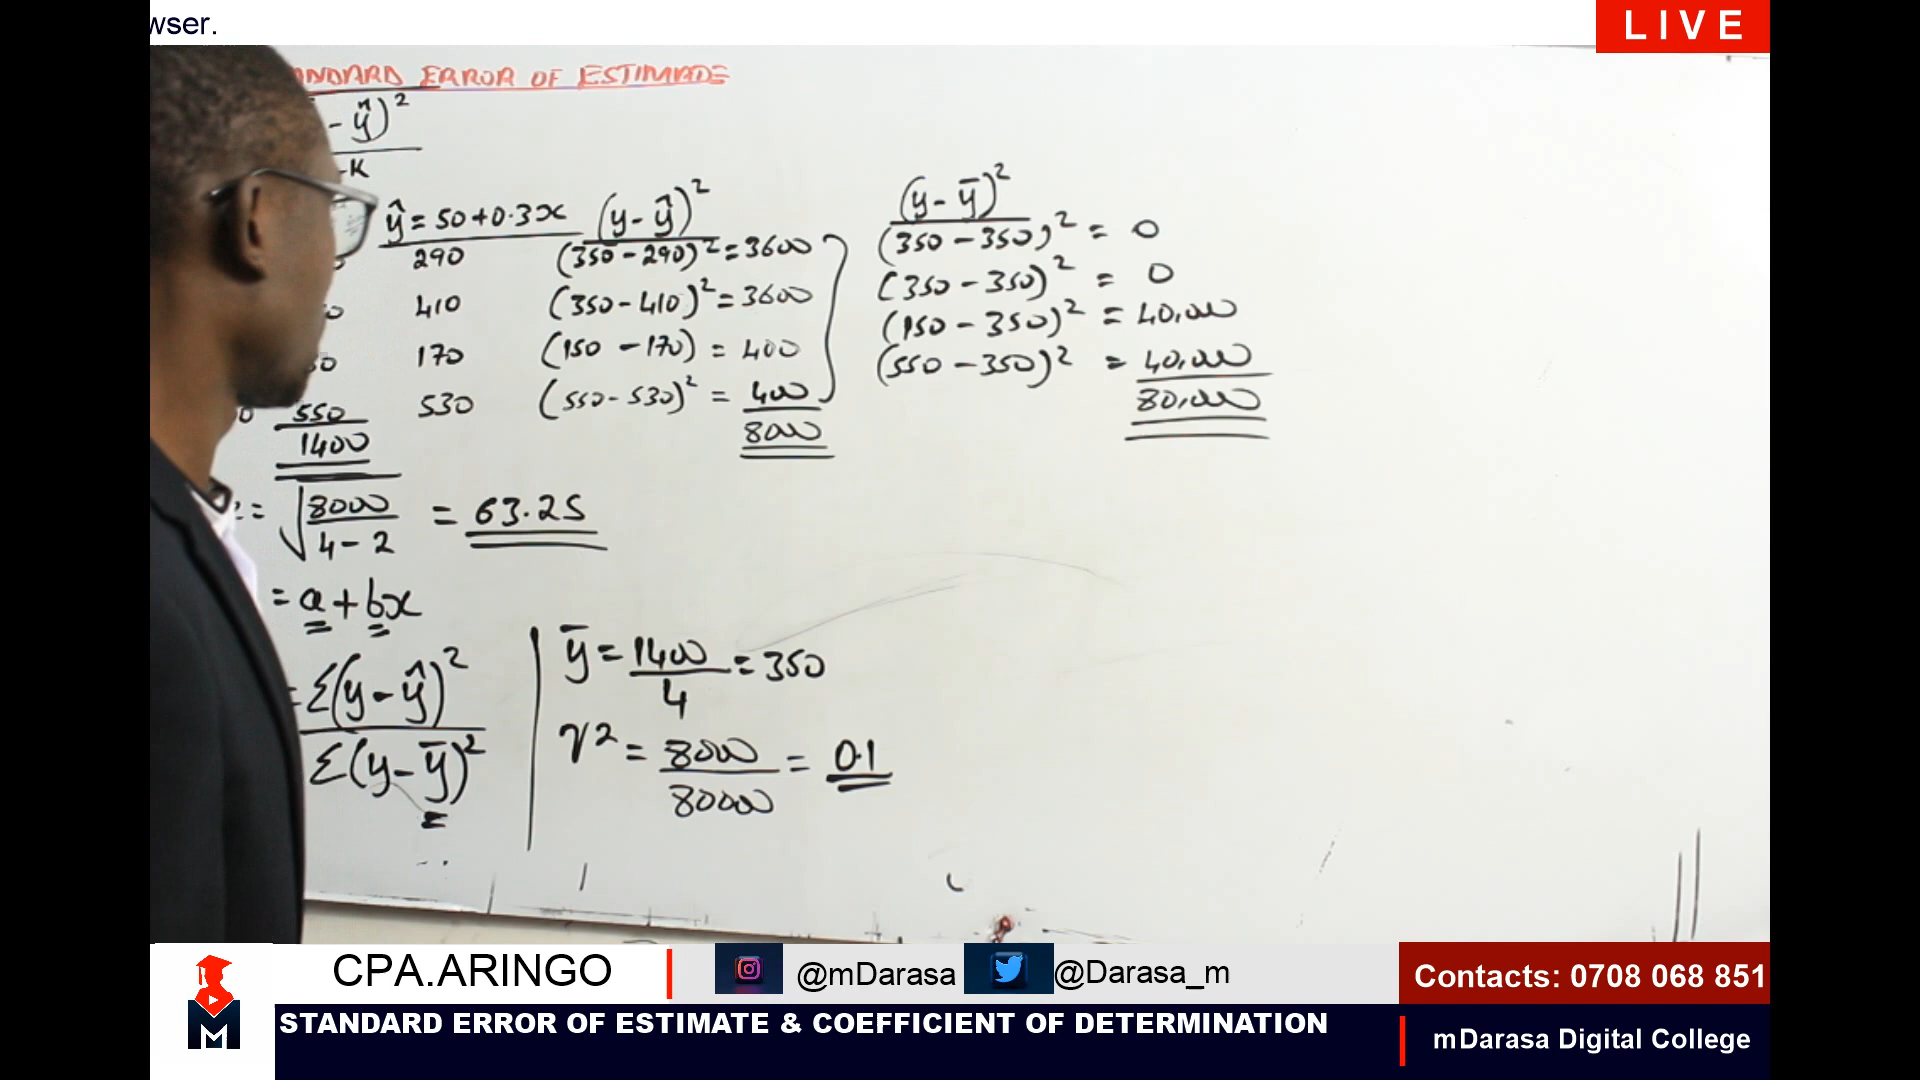 wser.
LIVE
NDARD ERROR OF ESTIMATE
- ŷ)²
-K
ŷ = 50+0.3x (y-ŷ)² (y-ȳ)²
290 (350-290)² = 3600 (350-350)² = 0
410 (350-410)² = 3600 (350-350)² = 0
170 (150-170) = 400 (150-350)² = 40,000
550 530 (550-530)² = 400 (550-350)² = 40,000
1400 8000 80,000
= √8000/4-2 = 63.25
= a+bx
= Σ(y-ŷ)²
Σ(y-ȳ)²
ȳ = 1400/4 = 350
r² = 8000/80000 = 0.1
CPA.ARINGO
@mDarasa
@Darasa_m
Contacts: 0708 068 851
M
STANDARD ERROR OF ESTIMATE & COEFFICIENT OF DETERMINATION
mDarasa Digital College